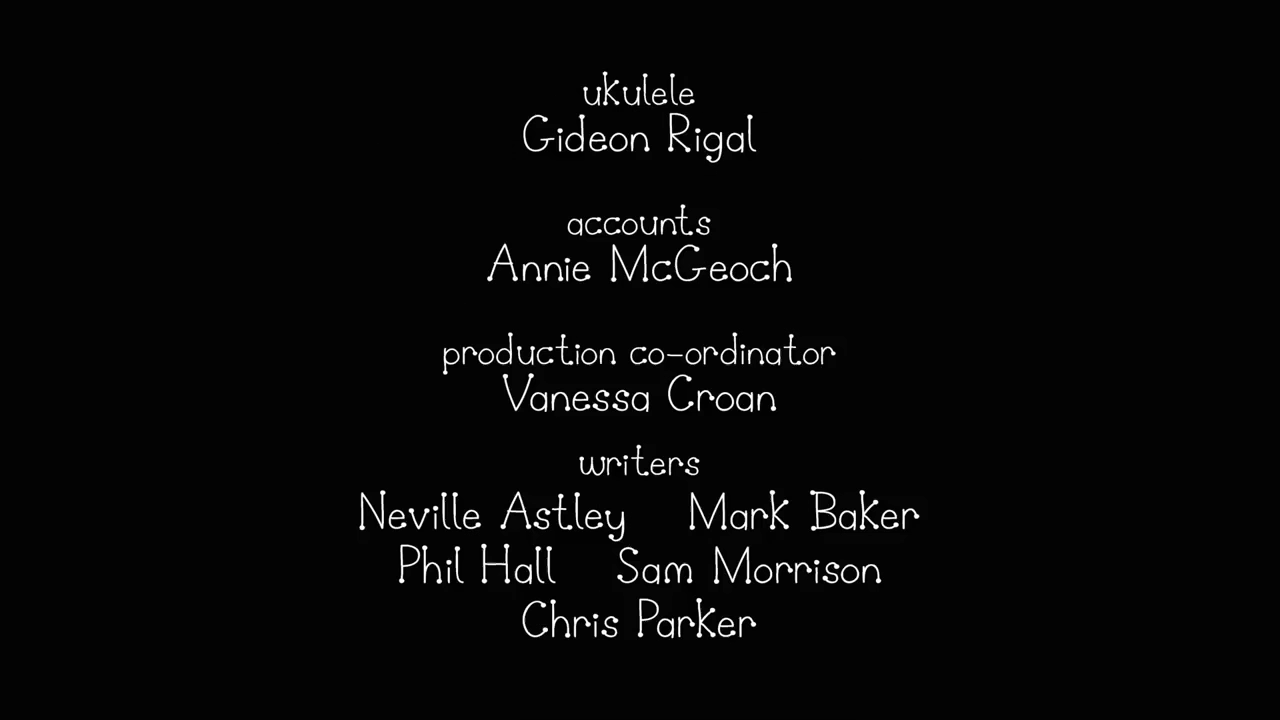 ukulele
Gideon Rigal
accounts
Annie McGeoch
production co-ordinator
Vanessa Croan
writers
Neville Astley Mark Baker
Phil Hall Sam Morrison
Chris Parker